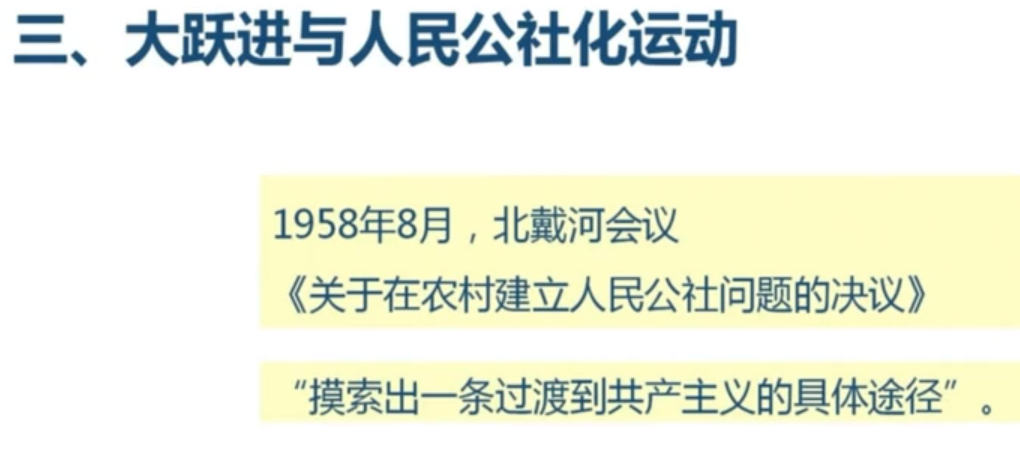 三、大跃进与人民公社化运动
1958年8月，北戴河会议
《关于在农村建立人民公社问题的决议》
“摸索出一条过渡到共产主义的具体途径”。